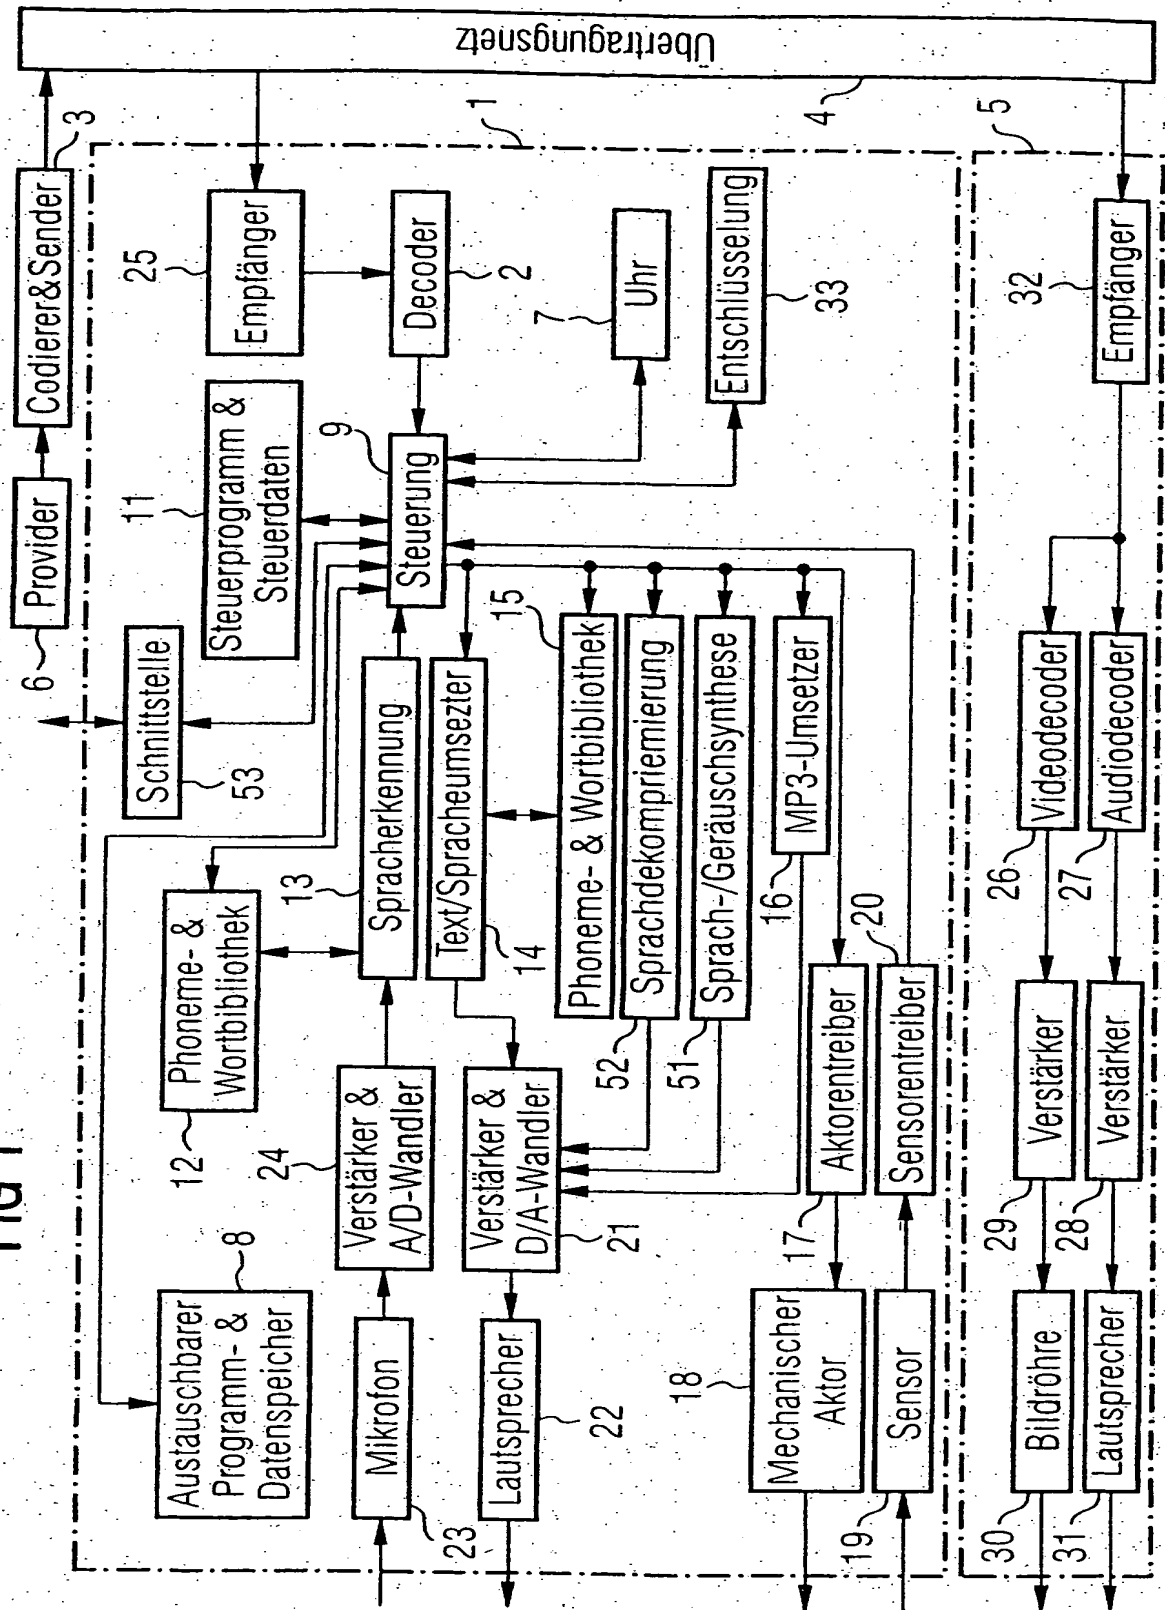 FIG 1
Übertragungsnetz
4
3
Codierer&Sender
Provider
6
1
25
Empfänger
Decoder
2
7
Uhr
Entschlüsselung
33
11
Steuerprogramm &
Steuerdaten
9
Steuerung
Schnittstelle
53
Phoneme- &
Wortbibliothek
12
13
Spracherkennung
Text/Spracheumsezter
14
15
Phoneme- & Wortbibliothek
Sprachdekompriemierung
52
Sprach-/Geräuschsynthese
51
MP3-Umsetzer
16
Verstärker &
A/D-Wandler
24
Verstärker &
D/A-Wandler
21
Aktorentreiber
17
20
Sensorentreiber
8
Austauschbarer
Programm- &
Datenspeicher
Mikrofon
23
Lautsprecher
22
18
Mechanischer
Aktor
Sensor
19
5
32
Empfänger
Videodecoder
26
Audiodecoder
27
Verstärker
29
Verstärker
28
Bildröhre
30
Lautsprecher
31